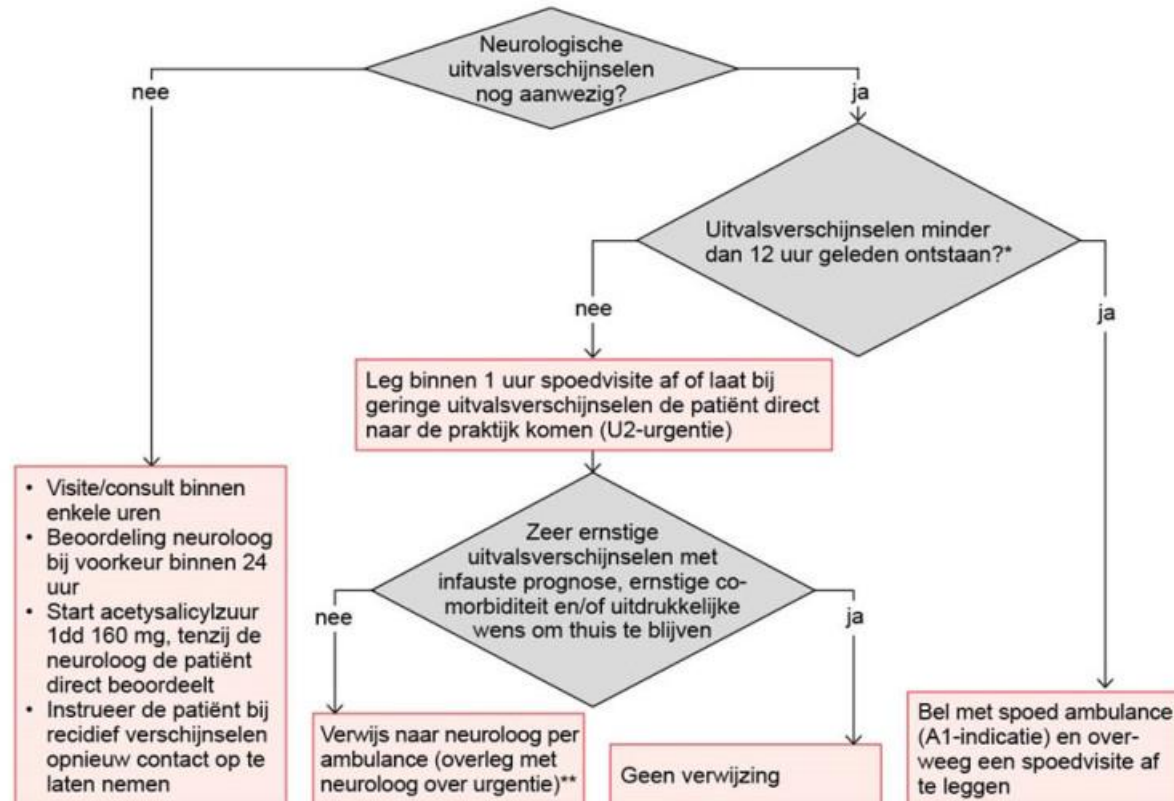 Neurologische
uitvalsverschijnselen
nog aanwezig?
nee
ja
Uitvalsverschijnselen minder
dan 12 uur geleden ontstaan?*
nee
ja
Leg binnen 1 uur spoedvisite af of laat bij
geringe uitvalsverschijnselen de patiënt direct
naar de praktijk komen (U2-urgentie)
• Visite/consult binnen
enkele uren
• Beoordeling neuroloog
bij voorkeur binnen 24
uur
• Start acetysalicylzuur
1dd 160 mg, tenzij de
neuroloog de patiënt
direct beoordeelt
• Instrueer de patiënt bij
recidief verschijnselen
opnieuw contact op te
laten nemen
Zeer ernstige
uitvalsverschijnselen met
infauste prognose, ernstige co-
morbiditeit en/of uitdrukkelijke
wens om thuis te blijven
nee
ja
Verwijs naar neuroloog per
ambulance (overleg met
neuroloog over urgentie)**
Geen verwijzing
Bel met spoed ambulance
(A1-indicatie) en over-
weeg een spoedvisite af
te leggen